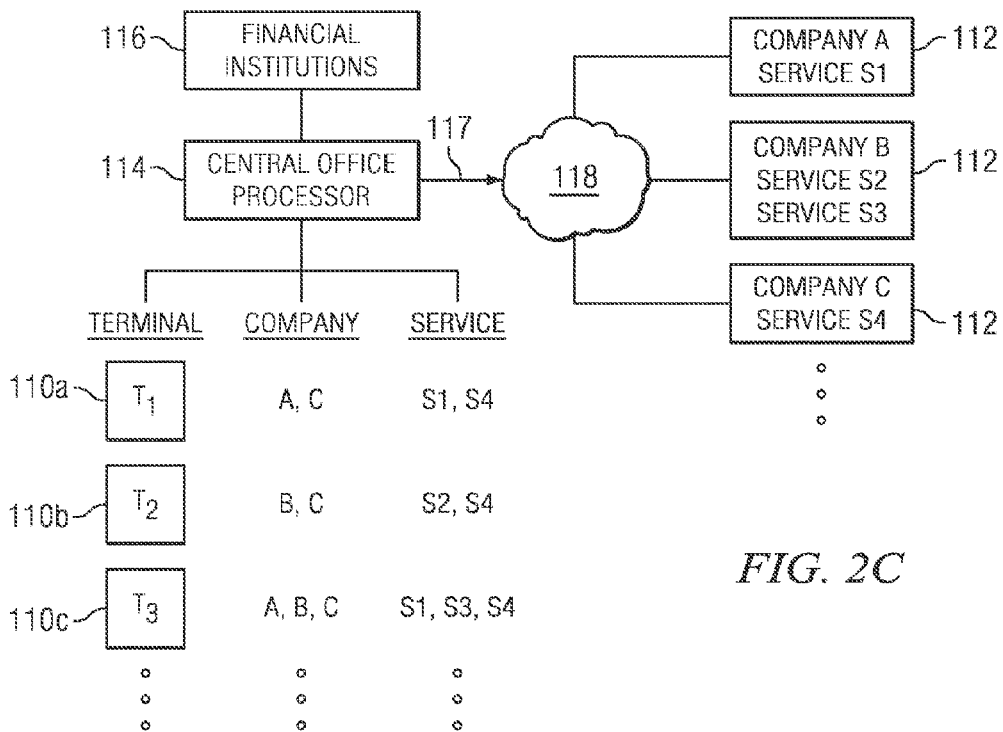 116
FINANCIAL
INSTITUTIONS
114
CENTRAL OFFICE
PROCESSOR
117
118
COMPANY A
SERVICE S1
112
COMPANY B
SERVICE S2
SERVICE S3
112
COMPANY C
SERVICE S4
112
TERMINAL COMPANY SERVICE
110a T1 A, C S1, S4
110b T2 B, C S2, S4
110c T3 A, B, C S1, S3, S4
FIG. 2C